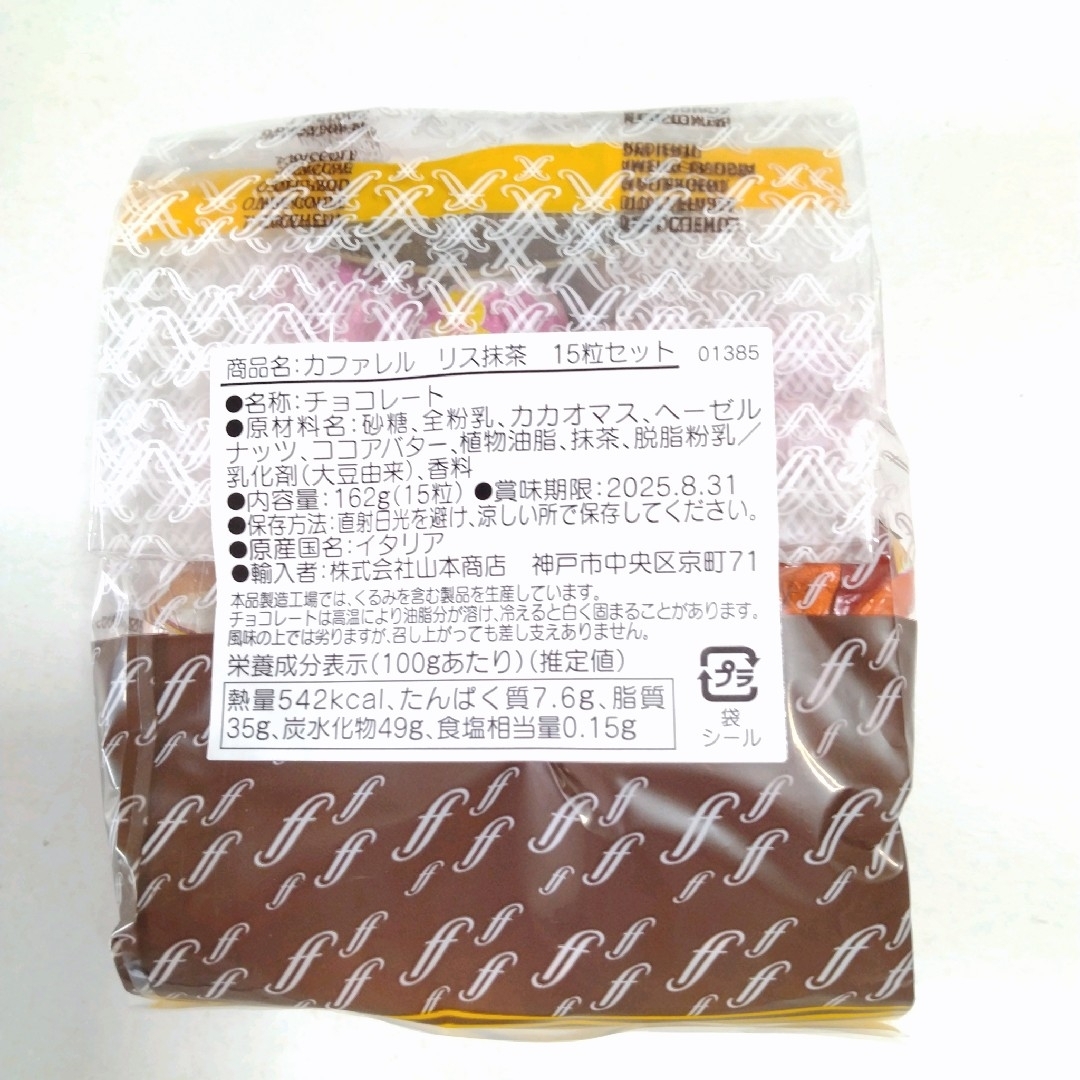 商品名：カファレル　リス抹茶　15粒セット　01385
●名称：チョコレート
●原材料名：砂糖、全粉乳、カカオマス、ヘーゼル
ナッツ、ココアバター、植物油脂、抹茶、脱脂粉乳／
乳化剤（大豆由来）、香料
●内容量：162g（15粒）●賞味期限：2025.8.31
●保存方法：直射日光を避け、涼しい所で保存してください。
●原産国名：イタリア
●輸入者：株式会社山本商店　神戸市中央区京町71
本品製造工場では、くるみを含む製品を生産しています。
チョコレートは高温により油脂分が溶け、冷えると白く固まることがあります。
風味の上では劣りますが、召し上がっても差し支えありません。
栄養成分表示（100gあたり）（推定値）
熱量542kcal、たんぱく質7.6g、脂質
35g、炭水化物49g、食塩相当量0.15g
プラ
袋
シール